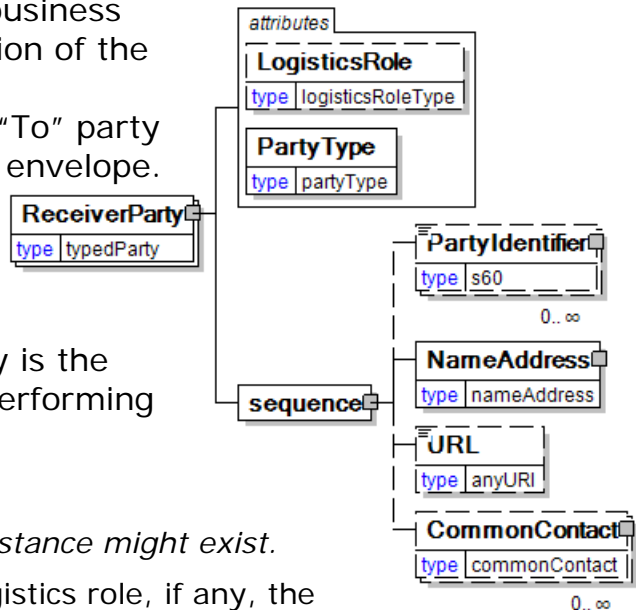 business
ion of the
"To" party
envelope.
y is the
erforming
stance might exist.
gistics role, if any, the
attributes
LogisticsRole
type logisticsRoleType
PartyType
type partyType
ReceiverParty
type typedParty
sequence
PartyIdentifier
type s60
0.. ∞
NameAddress
type nameAddress
URL
type anyURI
CommonContact
type commonContact
0.. ∞